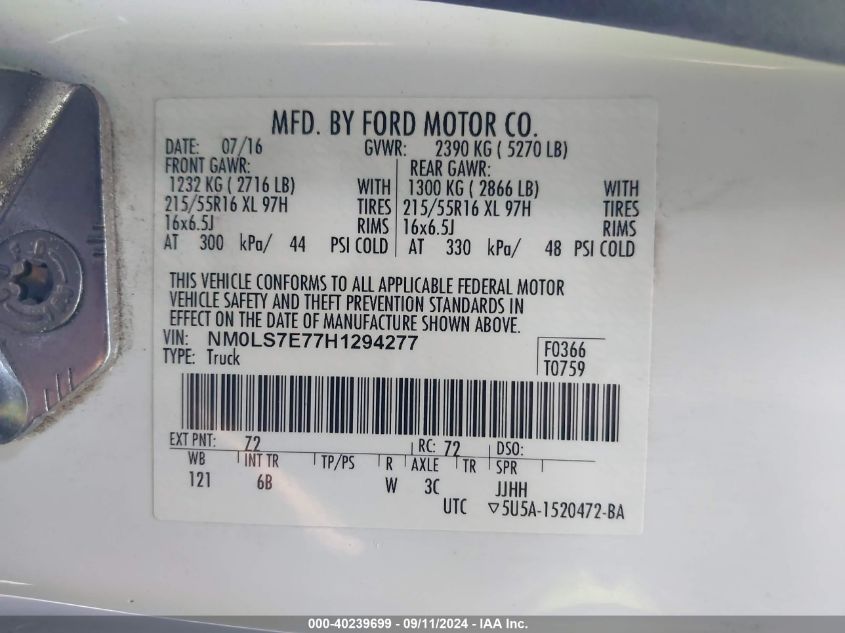 MFD. BY FORD MOTOR CO.
DATE: 07/16 GVWR: 2390 KG ( 5270 LB)
FRONT GAWR: REAR GAWR:
1232 KG ( 2716 LB) WITH 1300 KG ( 2866 LB) WITH
215/55R16 XL 97H TIRES 215/55R16 XL 97H TIRES
16x6.5J RIMS 16x6.5J RIMS
AT 300 kPa/ 44 PSI COLD AT 330 kPa/ 48 PSI COLD
THIS VEHICLE CONFORMS TO ALL APPLICABLE FEDERAL MOTOR
VEHICLE SAFETY AND THEFT PREVENTION STANDARDS IN
EFFECT ON THE DATE OF MANUFACTURE SHOWN ABOVE.
VIN: NM0LS7E77H1294277
TYPE: Truck
F0366
T0759
EXT PNT: 72 RC: 72 DSO:
WB INT TR TP/PS R AXLE TR SPR
121 6B W 3C JJHH
UTC ▽5U5A-1520472-BA
000-40239699 - 09/11/2024 - IAA Inc.